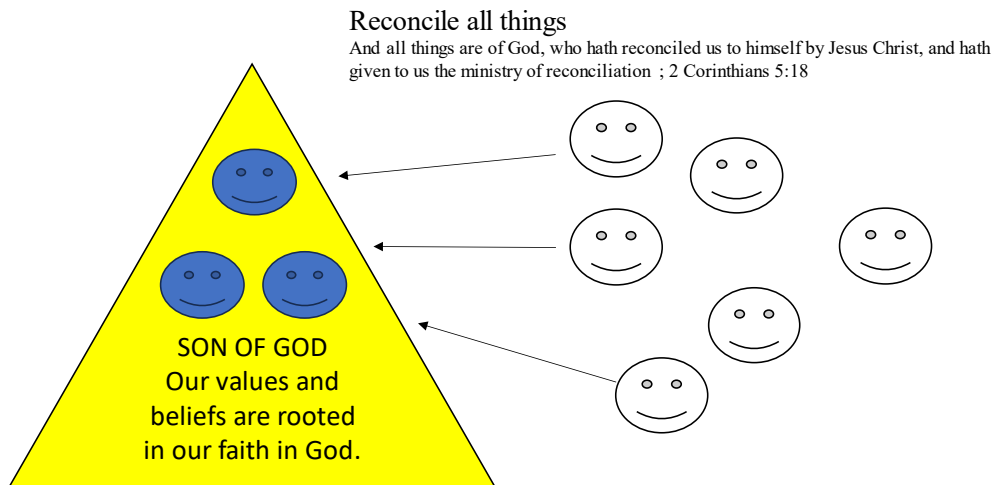 Reconcile all things
And all things are of God, who hath reconciled us to himself by Jesus Christ, and hath
given to us the ministry of reconciliation  ; 2 Corinthians 5:18
SON OF GOD
Our values and
beliefs are rooted
in our faith in God.